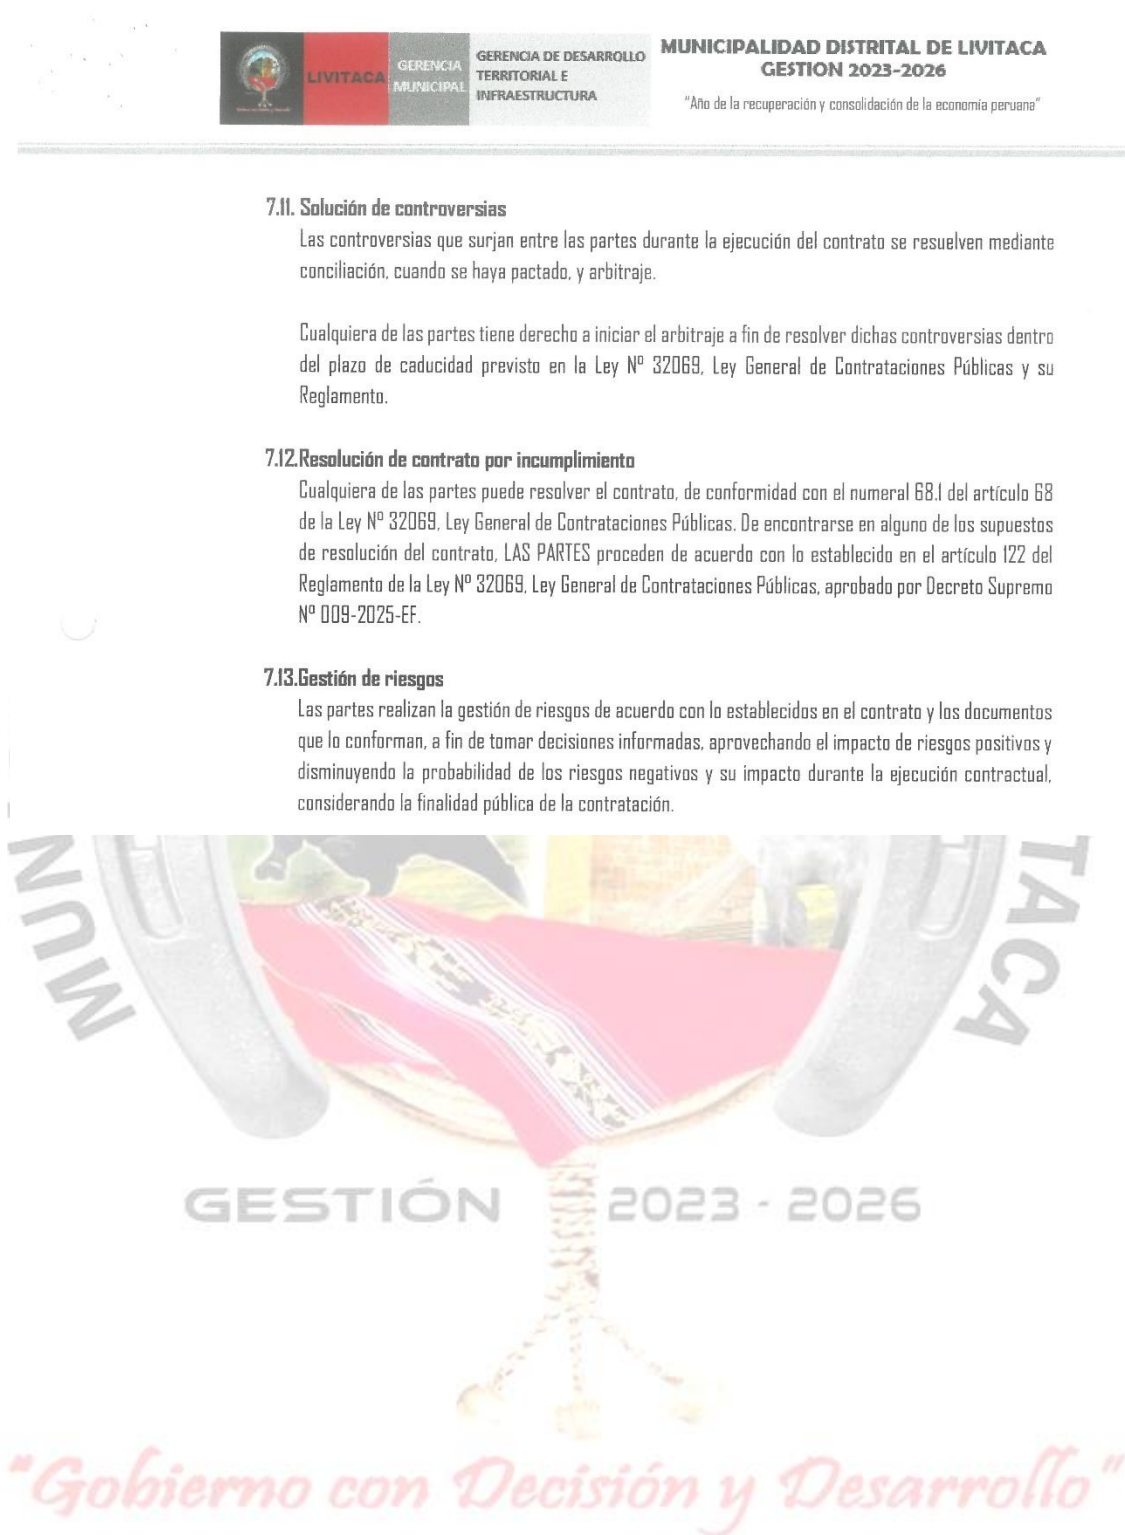 LIVITACA
GERENCIA
MUNICIPAL
GERENCIA DE DESARROLLO
TERRITORIAL E
INFRAESTRUCTURA
MUNICIPALIDAD DISTRITAL DE LIVITACA
GESTION 2023-2026
"Año de la recuperación y consolidación de la economía peruana"
7.11. Solución de controversias
Las controversias que surjan entre las partes durante la ejecución del contrato se resuelven mediante
conciliación, cuando se haya pactado, y arbitraje.
Cualquiera de las partes tiene derecho a iniciar el arbitraje a fin de resolver dichas controversias dentro
del plazo de caducidad previsto en la Ley Nº 32069, Ley General de Contrataciones Públicas y su
Reglamento.
7.12.Resolución de contrato por incumplimiento
Cualquiera de las partes puede resolver el contrato, de conformidad con el numeral 68.1 del artículo 68
de la Ley Nº 32069, Ley General de Contrataciones Públicas. De encontrarse en alguno de los supuestos
de resolución del contrato, LAS PARTES proceden de acuerdo con lo establecido en el artículo 122 del
Reglamento de la Ley Nº 32069, Ley General de Contrataciones Públicas, aprobado por Decreto Supremo
Nº 009-2025-EF.
7.13.Gestión de riesgos
Las partes realizan la gestión de riesgos de acuerdo con lo establecidos en el contrato y los documentos
que lo conforman, a fin de tomar decisiones informadas, aprovechando el impacto de riesgos positivos y
disminuyendo la probabilidad de los riesgos negativos y su impacto durante la ejecución contractual,
considerando la finalidad pública de la contratación.
MUN
TACA
GESTIÓN 2023 - 2026
"Gobierno con Decisión y Desarrollo"